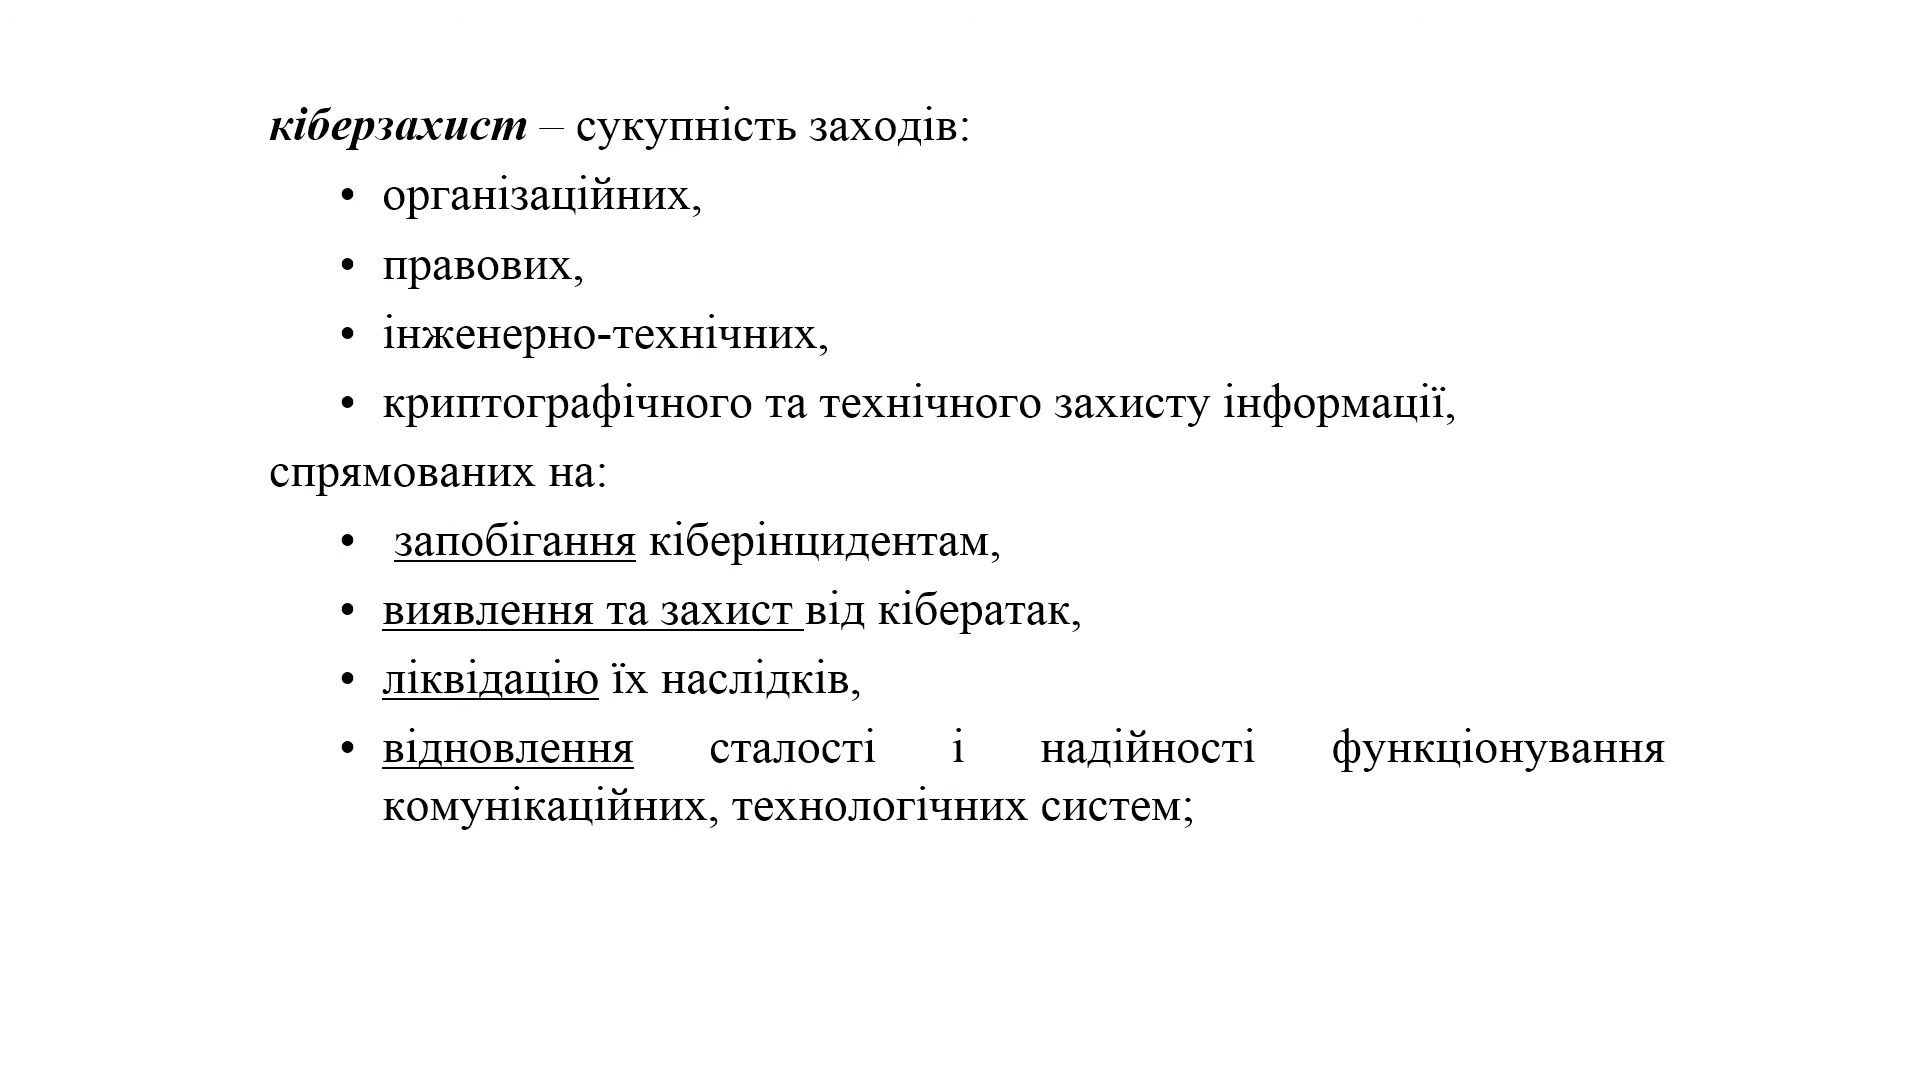 кіберзахист – сукупність заходів:
• організаційних,
• правових,
• інженерно-технічних,
• криптографічного та технічного захисту інформації,
спрямованих на:
• запобігання кіберінцидентам,
• виявлення та захист від кібератак,
• ліквідацію їх наслідків,
• відновлення сталості і надійності функціонування
комунікаційних, технологічних систем;